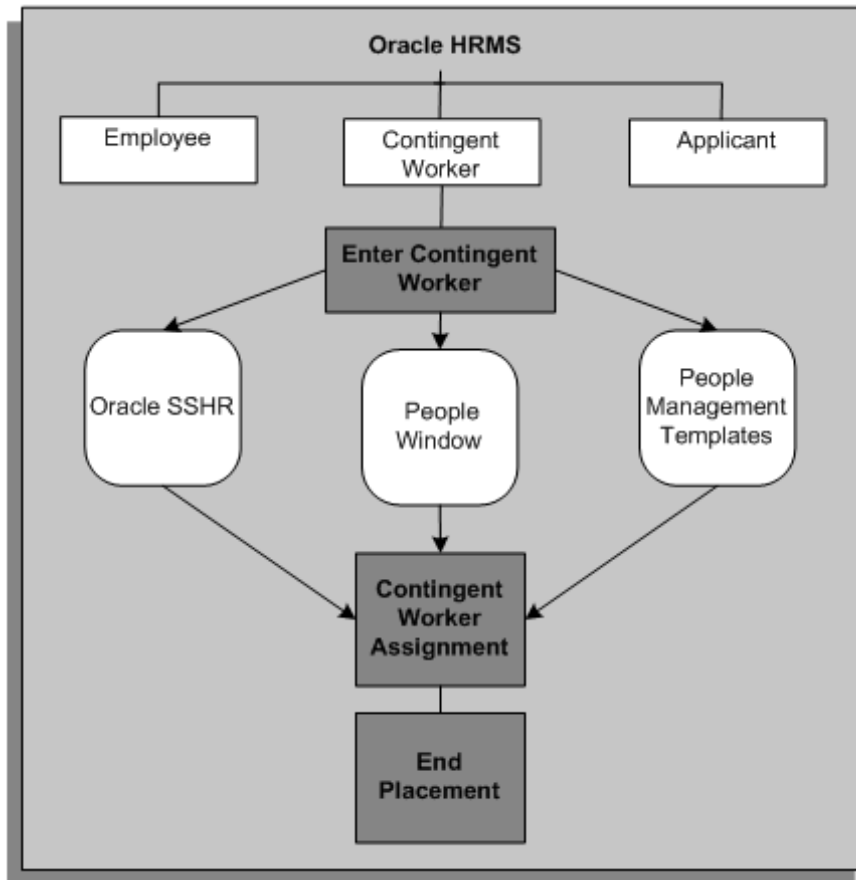 Oracle HRMS
Employee
Contingent
Worker
Applicant
Enter Contingent
Worker
Oracle SSHR
People
Window
People
Management
Templates
Contingent
Worker
Assignment
End
Placement